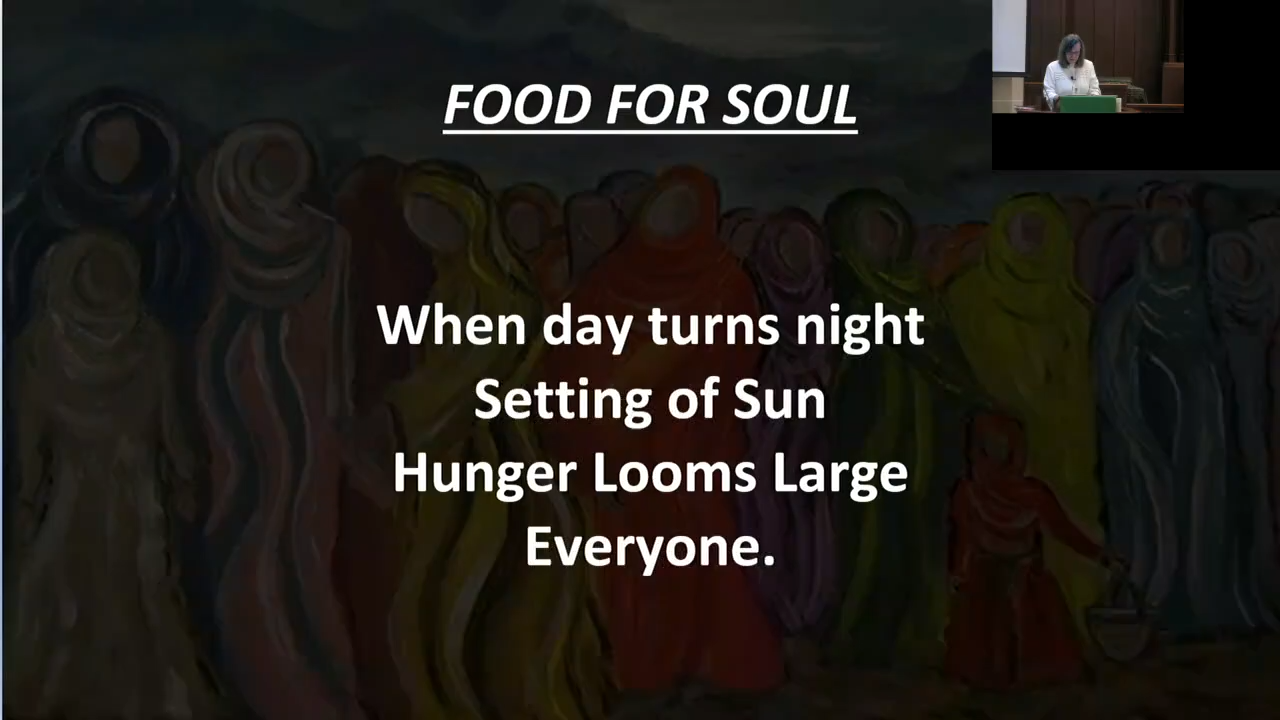 FOOD FOR SOUL
When day turns night
Setting of Sun
Hunger Looms Large
Everyone.